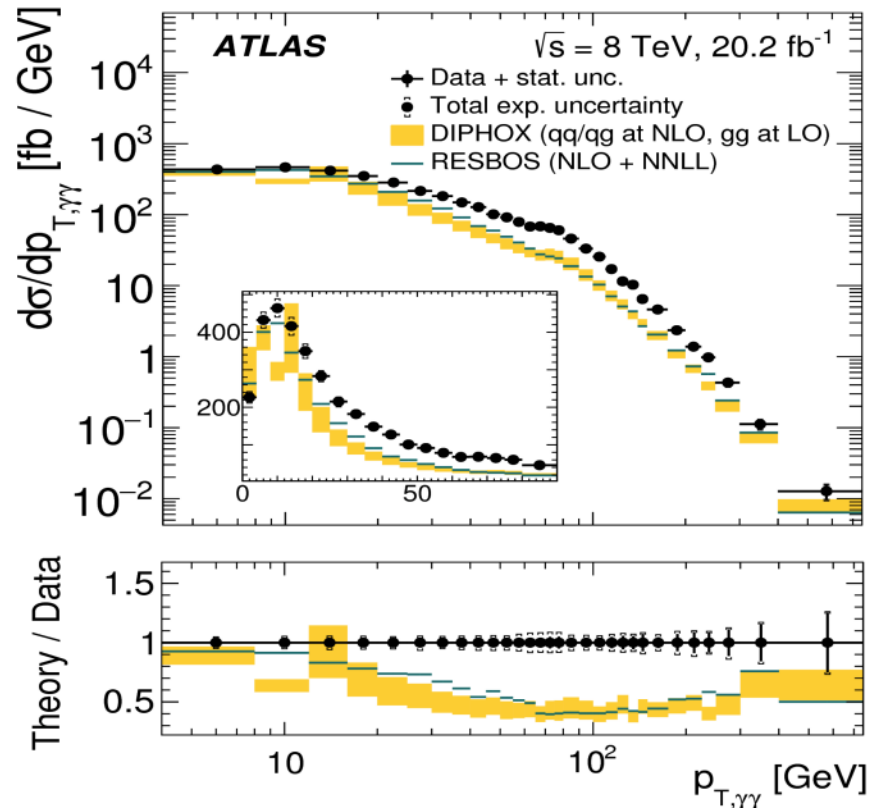 ATLAS
√s = 8 TeV, 20.2 fb⁻¹
Data + stat. unc.
Total exp. uncertainty
DIPHOX (qq/qg at NLO, gg at LO)
RESBOS (NLO + NNLL)
dσ/dp_T,γγ [fb / GeV]
10⁴
10³
10²
10
1
10⁻¹
10⁻²
400
200
0
50
Theory / Data
1.5
1
0.5
10
10²
p_T,γγ [GeV]